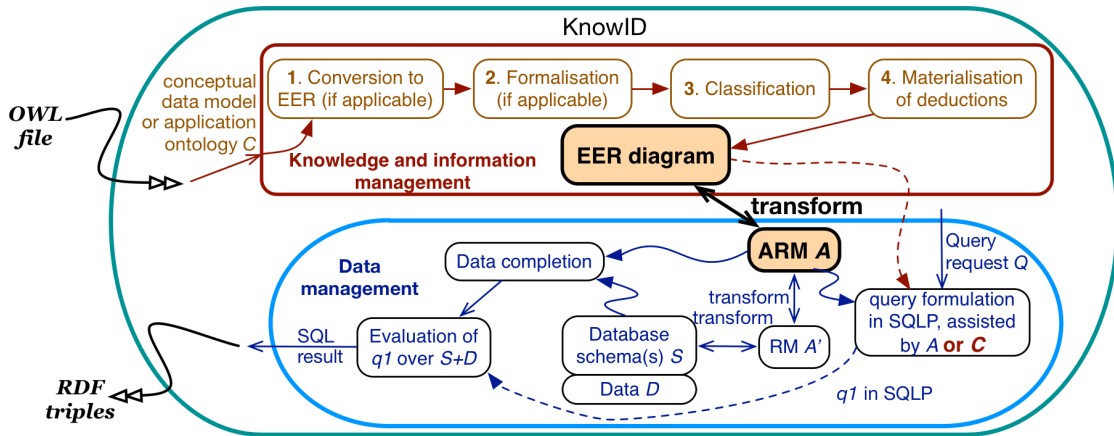 KnowID
OWL
file
conceptual
data model
or application
ontology C
1. Conversion to
EER (if applicable)
2. Formalisation
(if applicable)
3. Classification
4. Materialisation
of deductions
Knowledge and information
management
EER diagram
transform
ARM A
Query
request Q
Data
management
Data completion
transform
transform
query formulation
in SQLP, assisted
by A or C
SQL
result
Evaluation of
q1 over S+D
Database
schema(s) S
Data D
RM A'
q1 in SQLP
RDF
triples